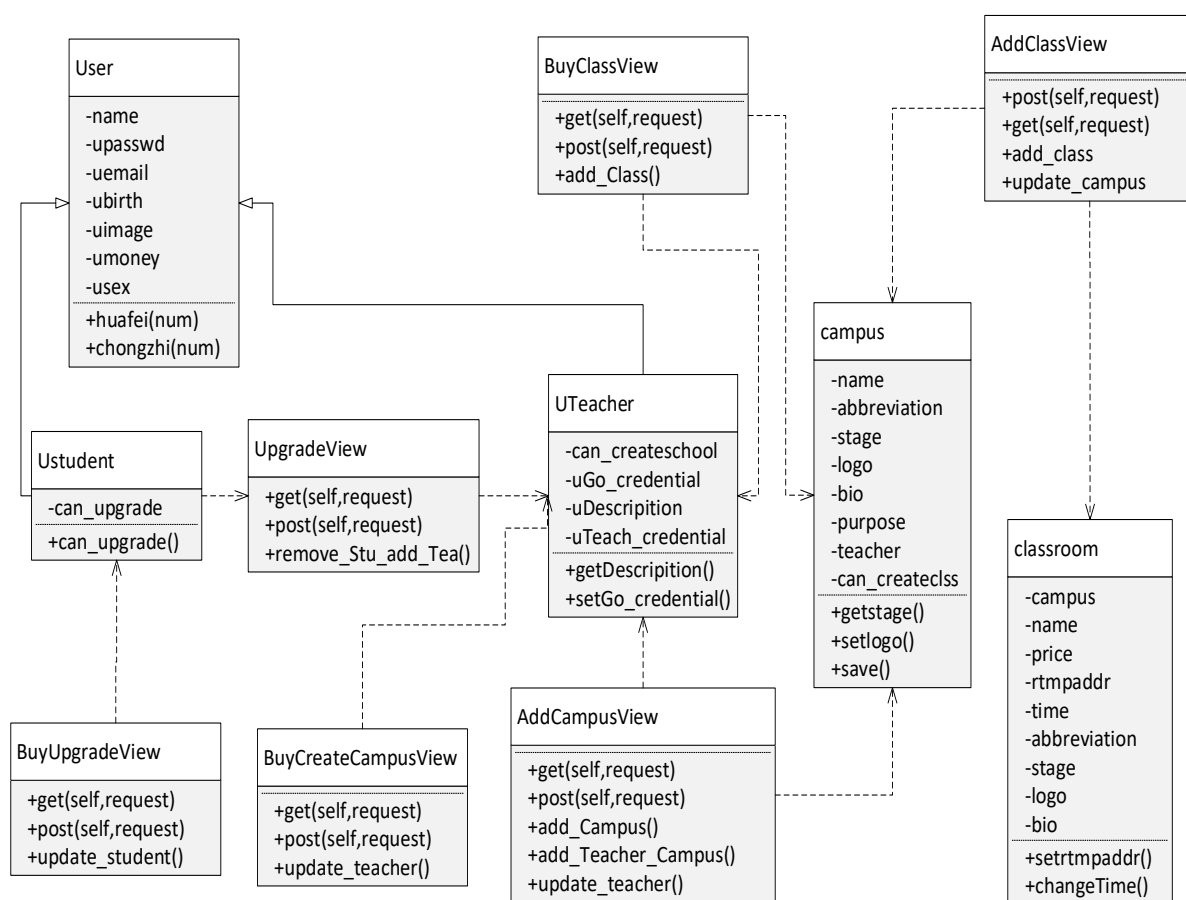 User
-name
-upasswd
-uemail
-ubirth
-uimage
-umoney
-usex
+huafei(num)
+chongzhi(num)
BuyClassView
+get(self,request)
+post(self,request)
+add_Class()
AddClassView
+post(self,request)
+get(self,request)
+add_class
+update_campus
Ustudent
-can_upgrade
+can_upgrade()
UpgradeView
+get(self,request)
+post(self,request)
+remove_Stu_add_Tea()
UTeacher
-can_createschool
-uGo_credential
-uDescripition
-uTeach_credential
+getDescripition()
+setGo_credential()
campus
-name
-abbreviation
-stage
-logo
-bio
-purpose
-teacher
-can_createclss
+getstage()
+setlogo()
+save()
classroom
-campus
-name
-price
-rtmpaddr
-time
-abbreviation
-stage
-logo
-bio
+setrtmpaddr()
+changeTime()
BuyUpgradeView
+get(self,request)
+post(self,request)
+update_student()
BuyCreateCampusView
+get(self,request)
+post(self,request)
+update_teacher()
AddCampusView
+get(self,request)
+post(self,request)
+add_Campus()
+add_Teacher_Campus()
+update_teacher()